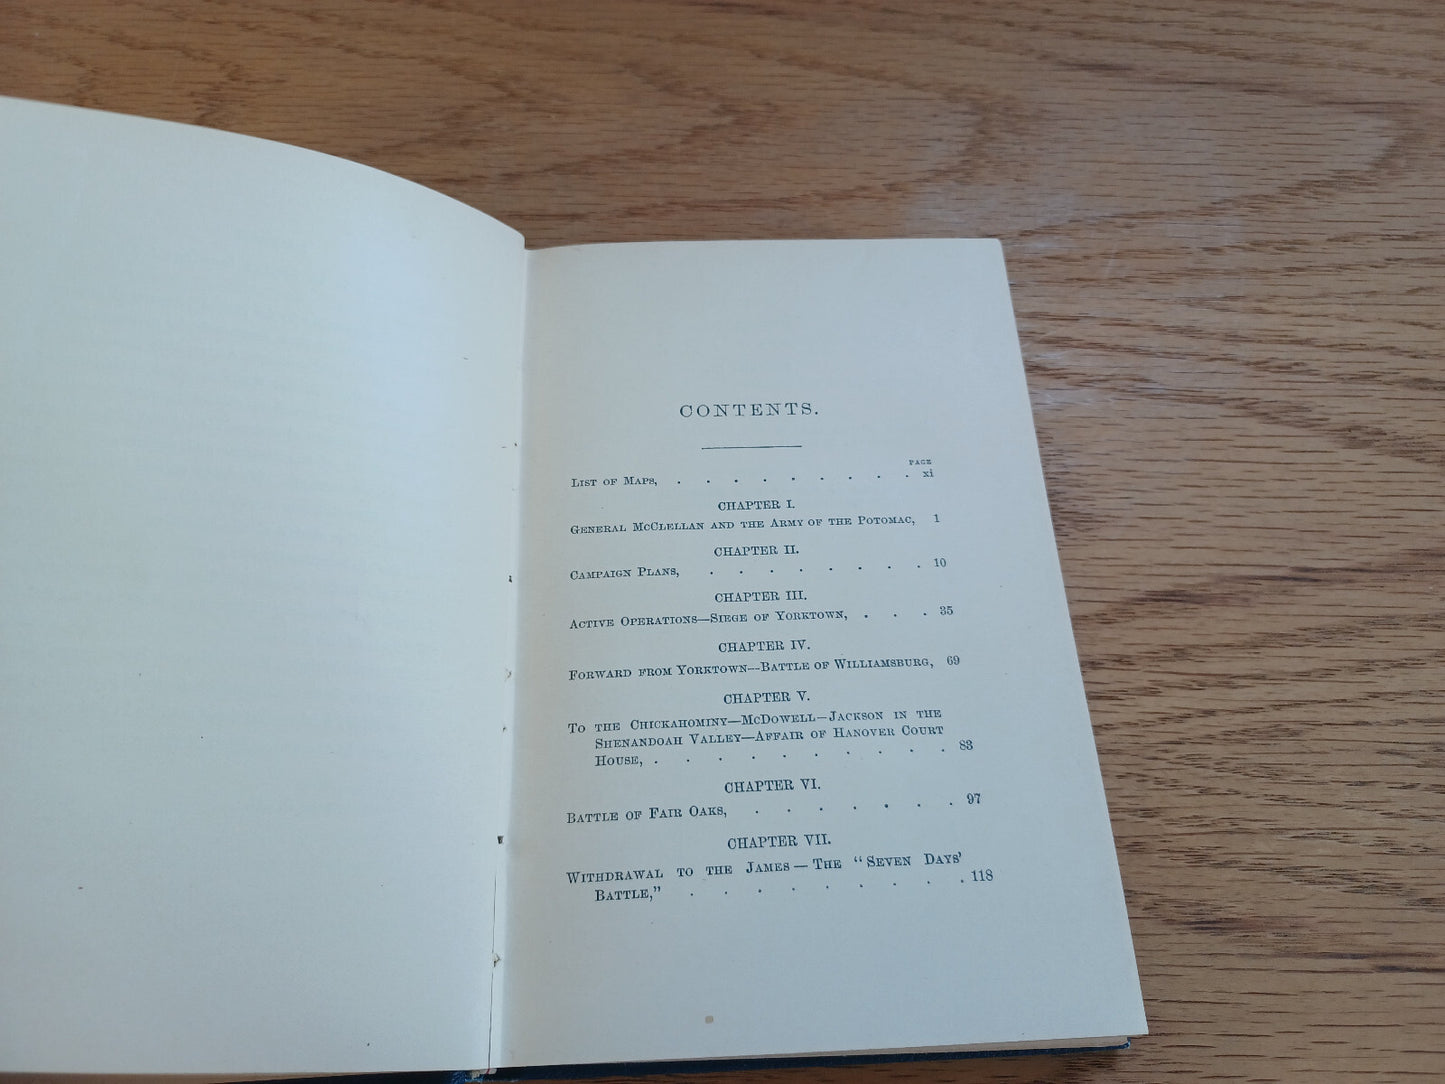 CONTENTS.
PAGE
LIST OF MAPS, . . . . . . . . . xi
CHAPTER I.
GENERAL MCCLELLAN AND THE ARMY OF THE POTOMAC, 1
CHAPTER II.
CAMPAIGN PLANS, . . . . . . . . 10
CHAPTER III.
ACTIVE OPERATIONS—SIEGE OF YORKTOWN, . . . 35
CHAPTER IV.
FORWARD FROM YORKTOWN—BATTLE OF WILLIAMSBURG, 69
CHAPTER V.
TO THE CHICKAHOMINY—MCDOWELL—JACKSON IN THE
SHENANDOAH VALLEY—AFFAIR OF HANOVER COURT
HOUSE, . . . . . . . . . . 83
CHAPTER VI.
BATTLE OF FAIR OAKS, . . . . . . . 97
CHAPTER VII.
WITHDRAWAL TO THE JAMES—THE "SEVEN DAYS'
BATTLE," . . . . . . . . . 118